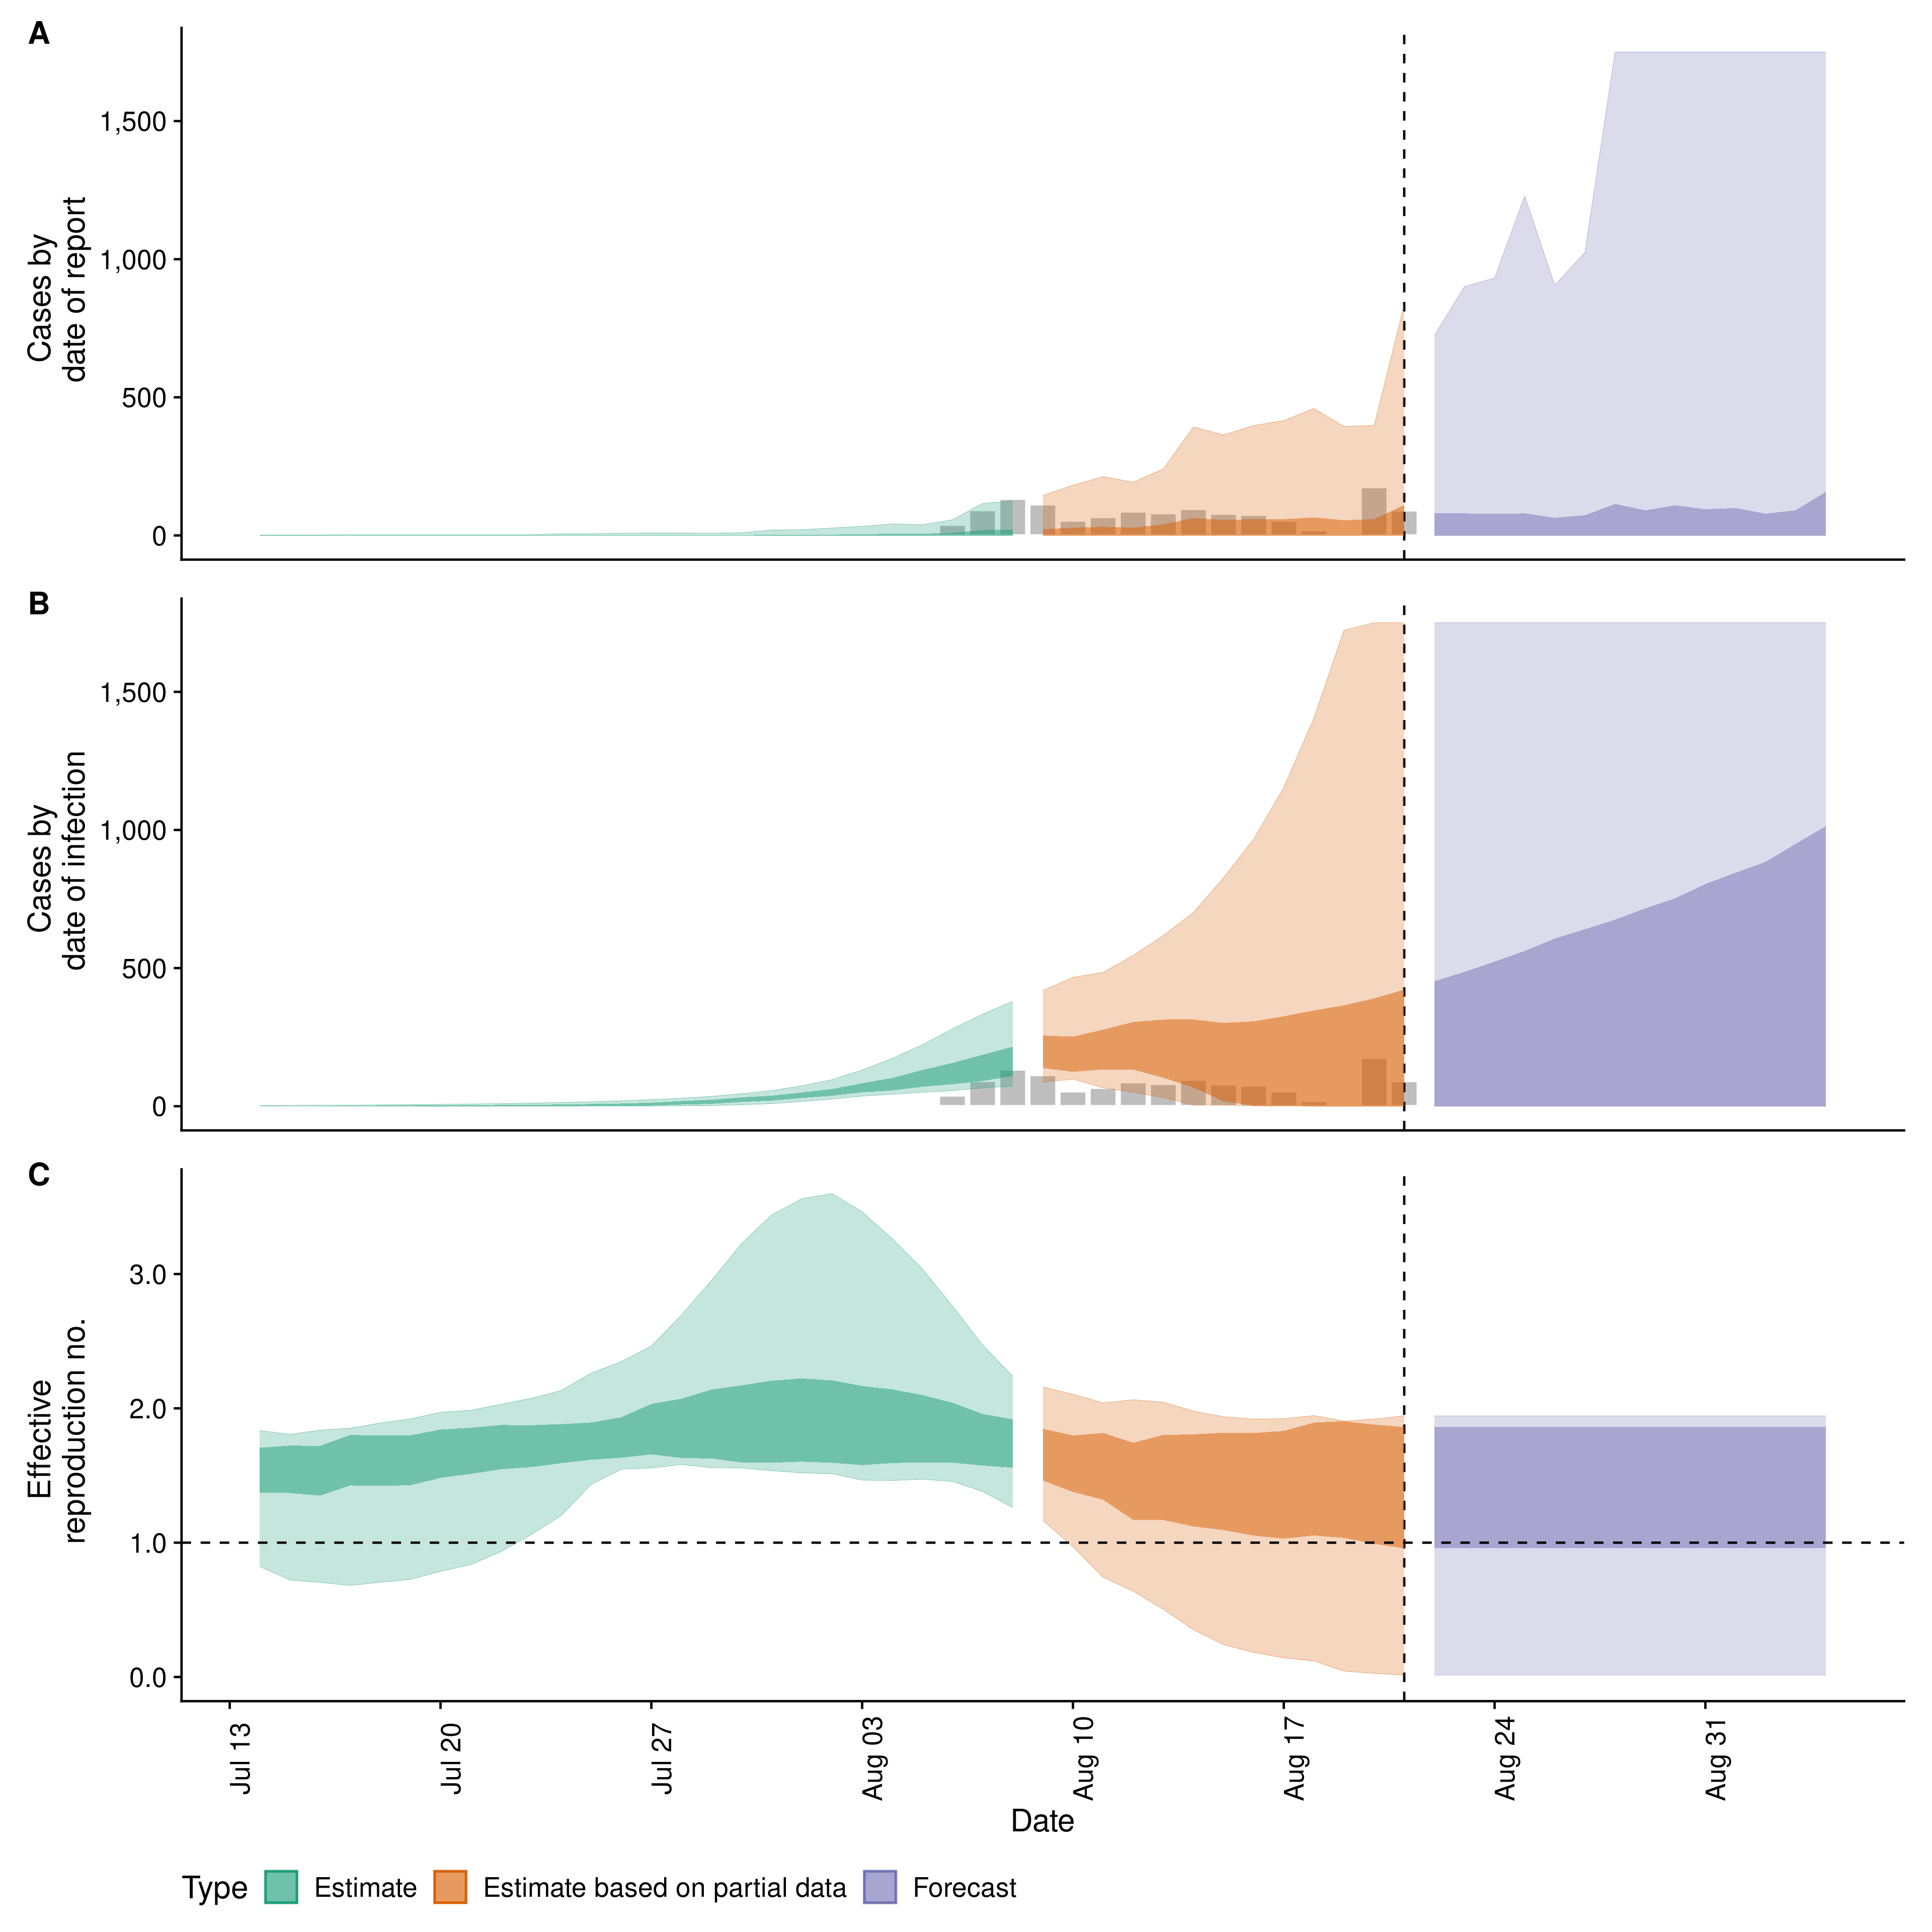 A
Cases by
date of report
1,500
1,000
500
0
B
Cases by
date of infection
1,500
1,000
500
0
C
Effective
reproduction no.
3.0
2.0
1.0
0.0
Jul 13
Jul 20
Jul 27
Aug 03
Aug 10
Aug 17
Aug 24
Aug 31
Date
Type Estimate Estimate based on partial data Forecast